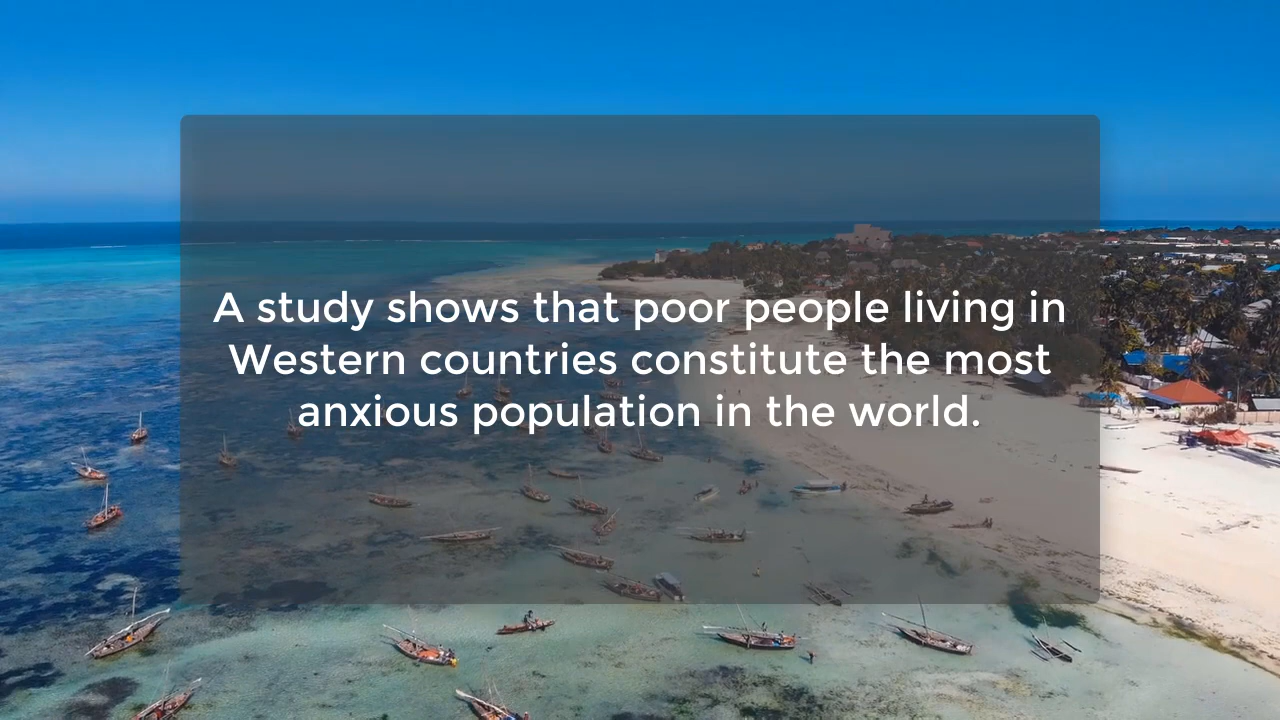 A study shows that poor people living in
Western countries constitute the most
anxious population in the world.